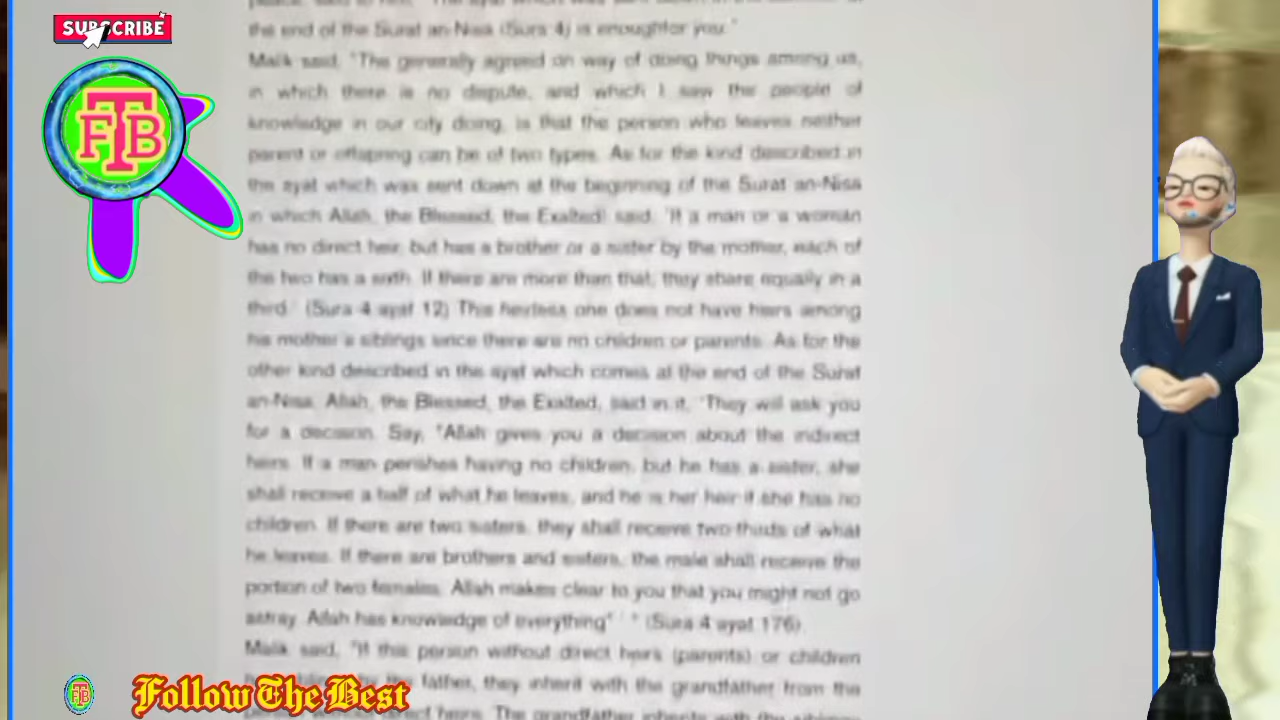 SUBSCRIBE
FTB
the end of the Surat an-Nisa (Sura 4) is enough for you."
Malik said, "The generally agreed on way of doing things among us,
in which there is no dispute, and which I saw the people of
knowledge in our city doing, is that the person who leaves neither
parent or offspring can be of two types. As for the kind described in
the ayat which was sent down at the beginning of the Surat an-Nisa
in which Allah, the Blessed, the Exalted! said, 'If a man or a woman
has no direct heir, but has a brother or a sister by the mother, each of
the two has a sixth. If there are more than that, they share equally in a
third.' (Sura 4 ayat 12) This heirless one does not have heirs among
his mother's siblings since there are no children or parents. As for the
other kind described in the ayat which comes at the end of the Surat
an-Nisa, Allah, the Blessed, the Exalted, said in it, 'They will ask you
for a decision. Say, "Allah gives you a decision about the indirect
heirs. If a man perishes having no children, but he has a sister, she
shall receive a half of what he leaves, and he is her heir if she has no
children. If there are two sisters, they shall receive two-thirds of what
he leaves. If there are brothers and sisters, the male shall receive the
portion of two females. Allah makes clear to you that you might not go
astray. Allah has knowledge of everything" ' " (Sura 4 ayat 176)
Malik said, "If this person without direct heirs (parents) or children
father, they inherit with the grandfather from the
direct heirs. The grandfather inherits with the siblings
FTB
Follow The Best